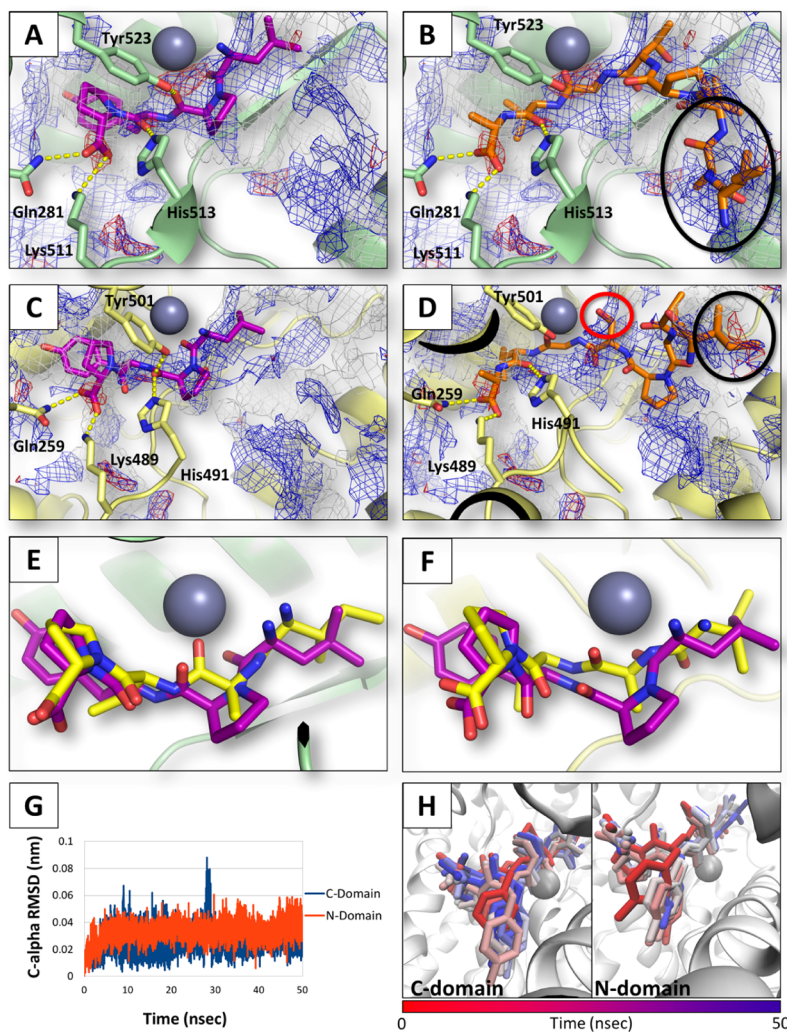 A
Tyr523
Gln281
Lys511
His513
B
Tyr523
Gln281
Lys511
His513
C
Tyr501
Gln259
Lys489
His491
D
Tyr501
Gln259
Lys489
His491
E
F
G
C-alpha RMSD (nm)
0.1
0.08
0.06
0.04
0.02
0
0 10 20 30 40 50
Time (nsec)
C-Domain
N-Domain
H
C-domain
N-domain
0 Time (nsec) 50